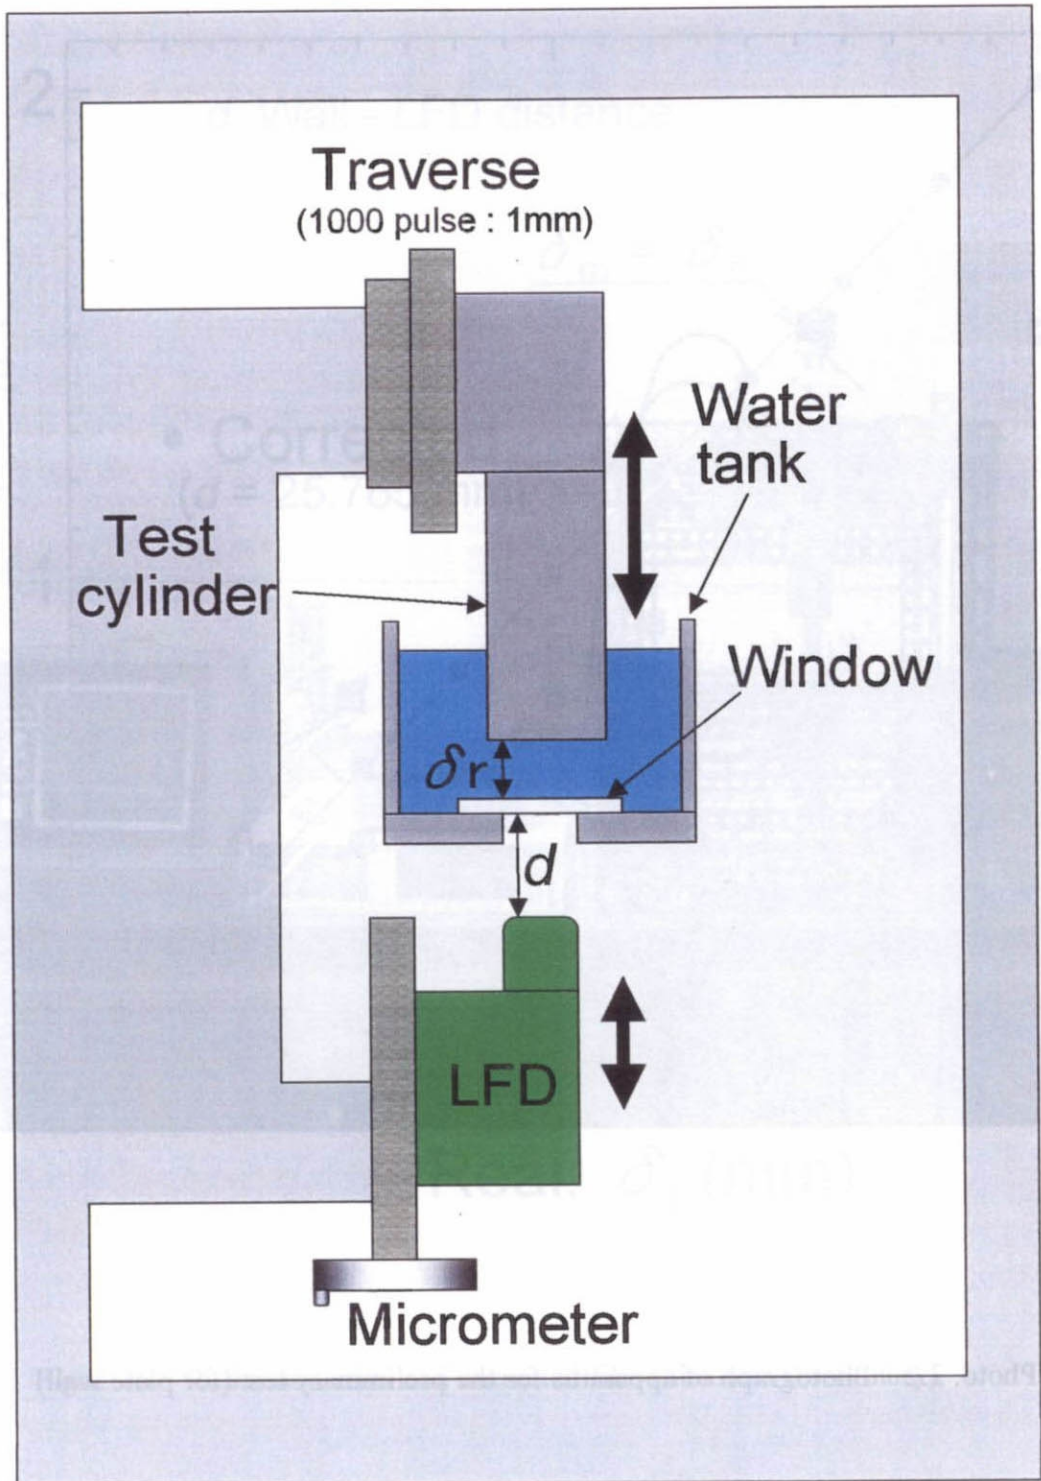 Traverse
(1000 pulse : 1mm)
Water
tank
Test
cylinder
Window
δr
d
LFD
Micrometer